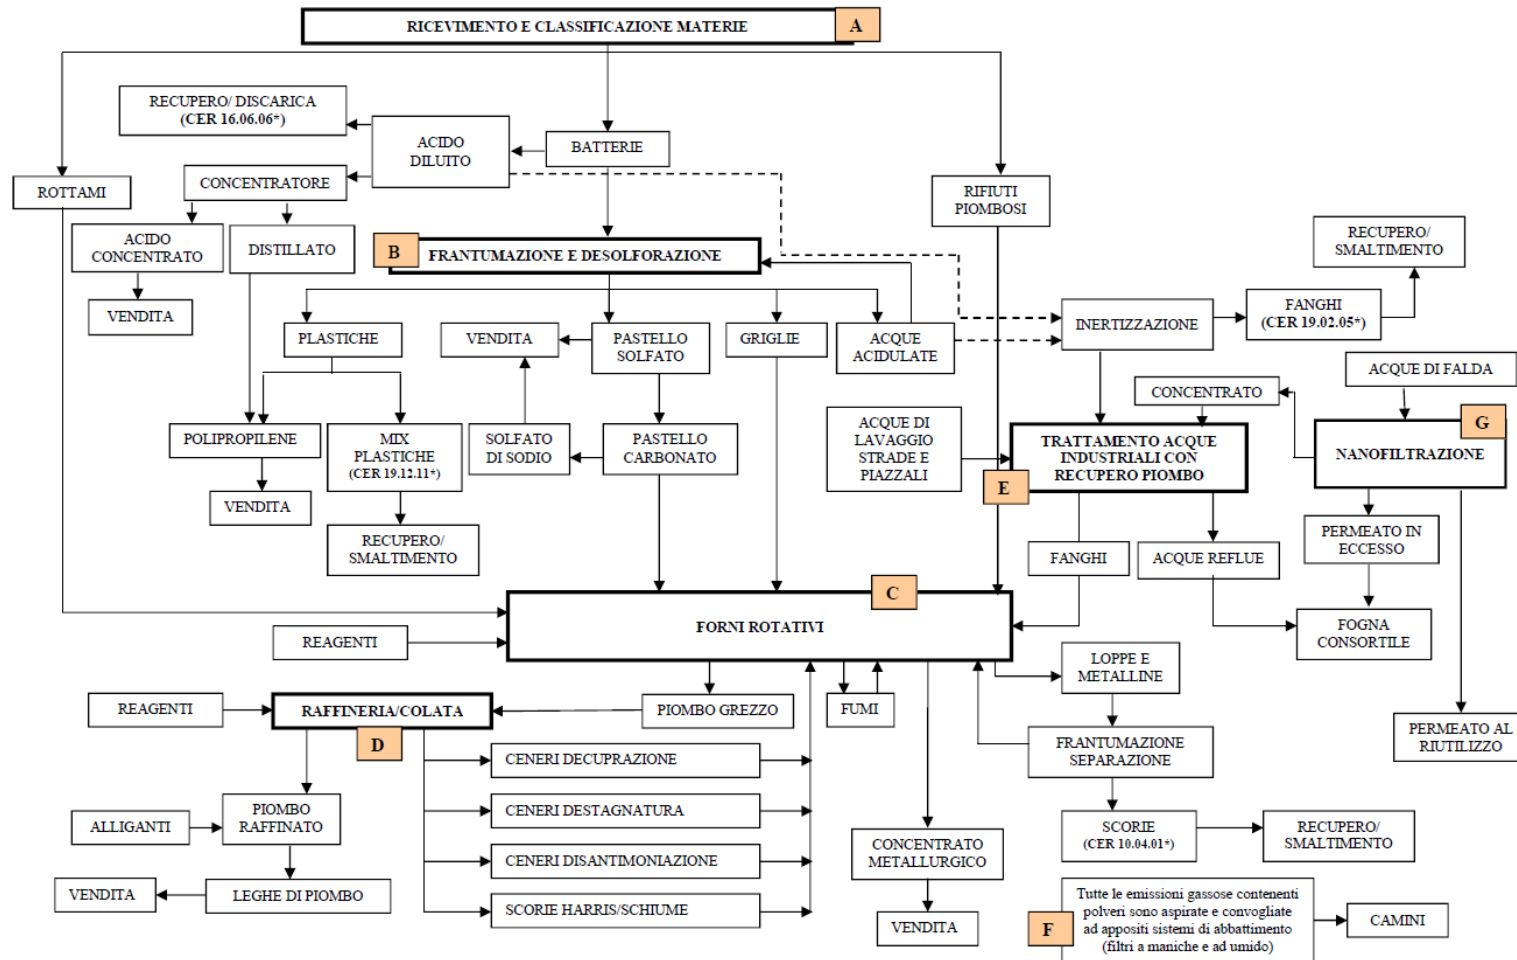 RICEVIMENTO E CLASSIFICAZIONE MATERIE
A
RECUPERO/ DISCARICA
(CER 16.06.06*)
ACIDO
DILUITO
BATTERIE
ROTTAMI
CONCENTRATORE
RIFIUTI
PIOMBOSI
ACIDO
CONCENTRATO
DISTILLATO
B
FRANTUMAZIONE E DESOLFORAZIONE
RECUPERO/
SMALTIMENTO
VENDITA
PLASTICHE
VENDITA
PASTELLO
SOLFATO
GRIGLIE
ACQUE
ACIDULATE
INERTIZZAZIONE
FANGHI
(CER 19.02.05*)
ACQUE DI FALDA
CONCENTRATO
POLIPROPILENE
MIX
PLASTICHE
(CER 19.12.11*)
SOLFATO
DI SODIO
PASTELLO
CARBONATO
ACQUE DI
LAVAGGIO
STRADE E
PIAZZALI
TRATTAMENTO ACQUE
INDUSTRIALI CON
RECUPERO PIOMBO
E
G
NANOFILTRAZIONE
VENDITA
RECUPERO/
SMALTIMENTO
FANGHI
ACQUE REFLUE
PERMEATO IN
ECCESSO
C
FORNI ROTATIVI
REAGENTI
FOGNA
CONSORTILE
LOPPE E
METALLINE
REAGENTI
RAFFINERIA/COLATA
D
PIOMBO GREZZO
FUMI
FRANTUMAZIONE
SEPARAZIONE
PERMEATO AL
RIUTILIZZO
CENERI DECUPRAZIONE
CENERI DESTAGNATURA
CENERI DISANTIMONIAZIONE
SCORIE HARRIS/SCHIUME
ALLIGANTI
PIOMBO
RAFFINATO
VENDITA
LEGHE DI PIOMBO
CONCENTRATO
METALLURGICO
VENDITA
SCORIE
(CER 10.04.01*)
RECUPERO/
SMALTIMENTO
F
Tutte le emissioni gassose contenenti
polveri sono aspirate e convogliate
ad appositi sistemi di abbattimento
(filtri a maniche e ad umido)
CAMINI